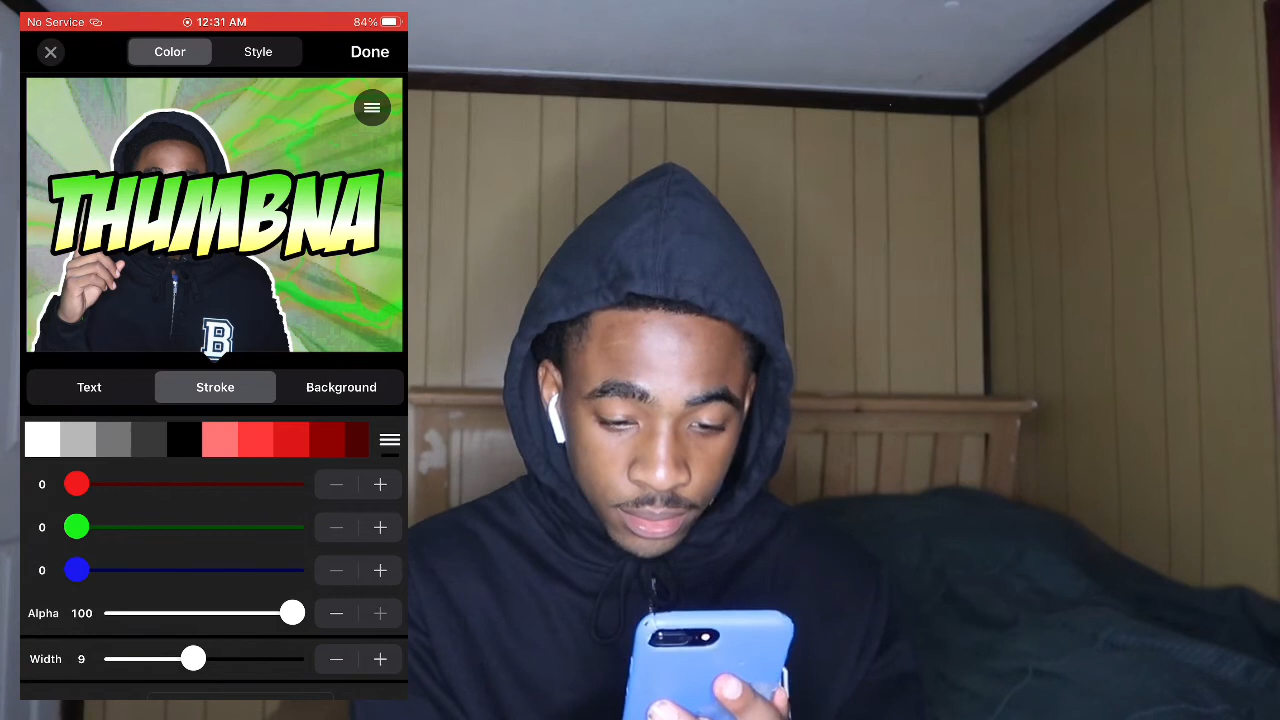 No Service 12:31 AM 84%
Color Style Done
THUMBNA
B
Text Stroke Background
0
0
0
Alpha 100
Width 9